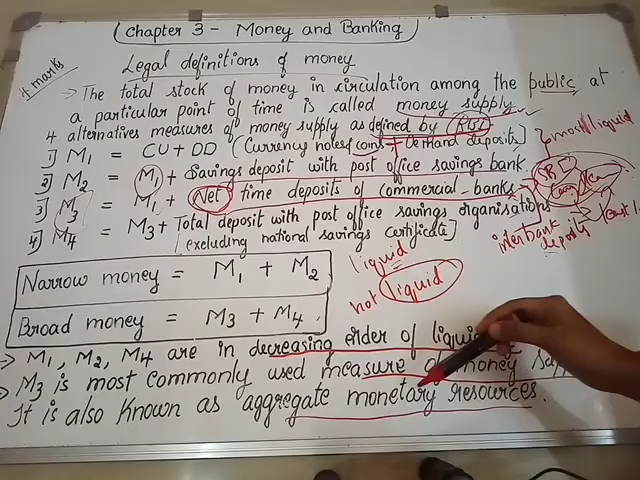 Chapter 3 - Money and Banking
Legal definitions of money
4 marks
→ The total stock of money in circulation among the public at
a particular point of time is called money supply
4 alternatives measures of money supply as defined by RBI
1) M1 = CU + DD (Currency notes coins + Demand deposits] } most liquid
2) M2 = M1 + Savings deposit with post office savings bank
3) M3 = M1 + Net time deposits of commercial banks
4) M4 = M3 + Total deposit with post office savings organisations
[excluding national savings certificate]
interbank
deposits
least
liquid
not liquid
Narrow money = M1 + M2
Broad money = M3 + M4
→ M1, M2, M4 are in decreasing order of
→ M3 is most commonly used measure of money
It is also known as aggregate monetary resources.